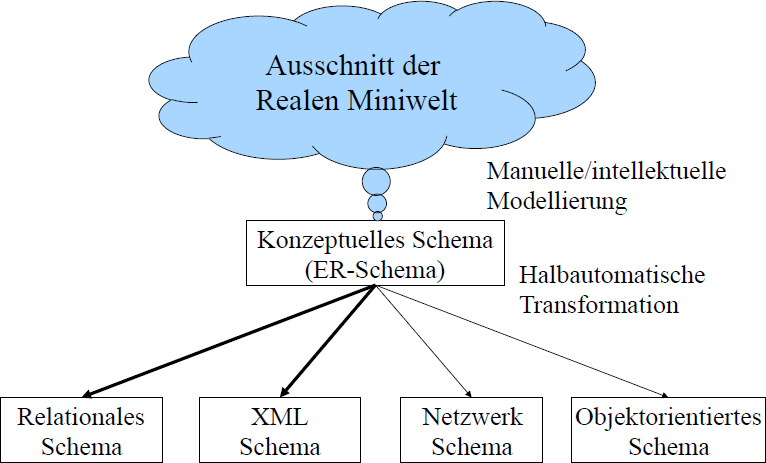 Ausschnitt der
Realen Miniwelt
Manuelle/intellektuelle
Modellierung
Konzeptuelles Schema
(ER-Schema)
Halbautomatische
Transformation
Relationales
Schema
XML
Schema
Netzwerk
Schema
Objektorientiertes
Schema